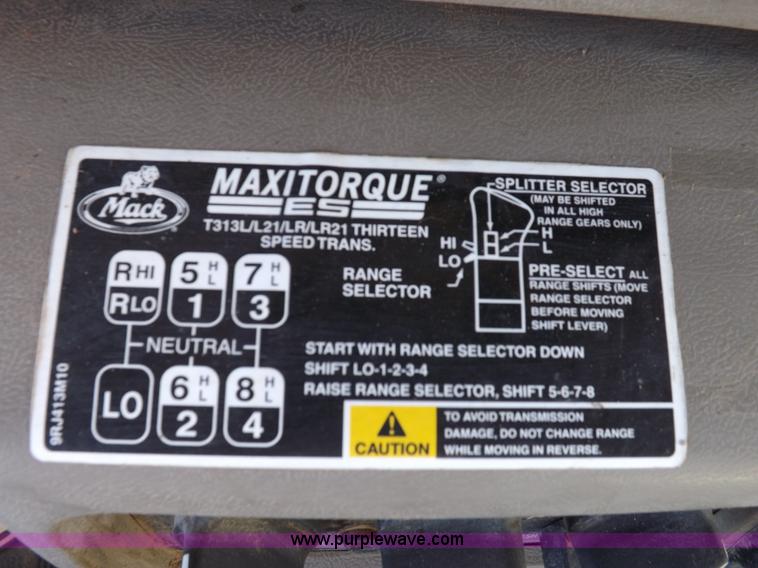 Mack
MAXITORQUE®
ES
T313L/L21/LR/LR21 THIRTEEN
SPEED TRANS.
R HI 5 H L 7 H L
R LO 1 3
NEUTRAL
LO 6 H L 8 H L
2 4
9RJ413M10
SPLITTER SELECTOR
(MAY BE SHIFTED
IN ALL HIGH
RANGE GEARS ONLY)
H
L
HI
LO
RANGE
SELECTOR
PRE-SELECT ALL
RANGE SHIFTS (MOVE
RANGE SELECTOR
BEFORE MOVING
SHIFT LEVER)
START WITH RANGE SELECTOR DOWN
SHIFT LO-1-2-3-4
RAISE RANGE SELECTOR, SHIFT 5-6-7-8
CAUTION
TO AVOID TRANSMISSION
DAMAGE, DO NOT CHANGE RANGE
WHILE MOVING IN REVERSE.
www.purplewave.com